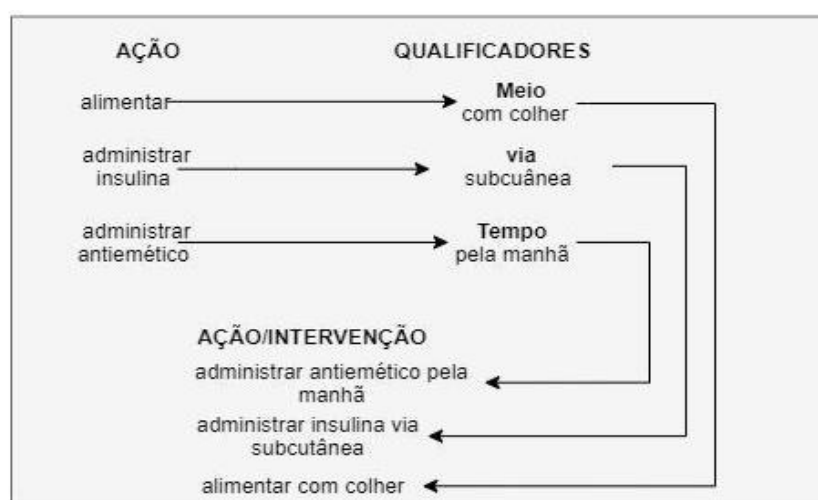 AÇÃO QUALIFICADORES
alimentar Meio
com colher
administrar via
insulina subcuânea
administrar Tempo
antiemético pela manhã
AÇÃO/INTERVENÇÃO
administrar antiemético pela
manhã
administrar insulina via
subcutânea
alimentar com colher